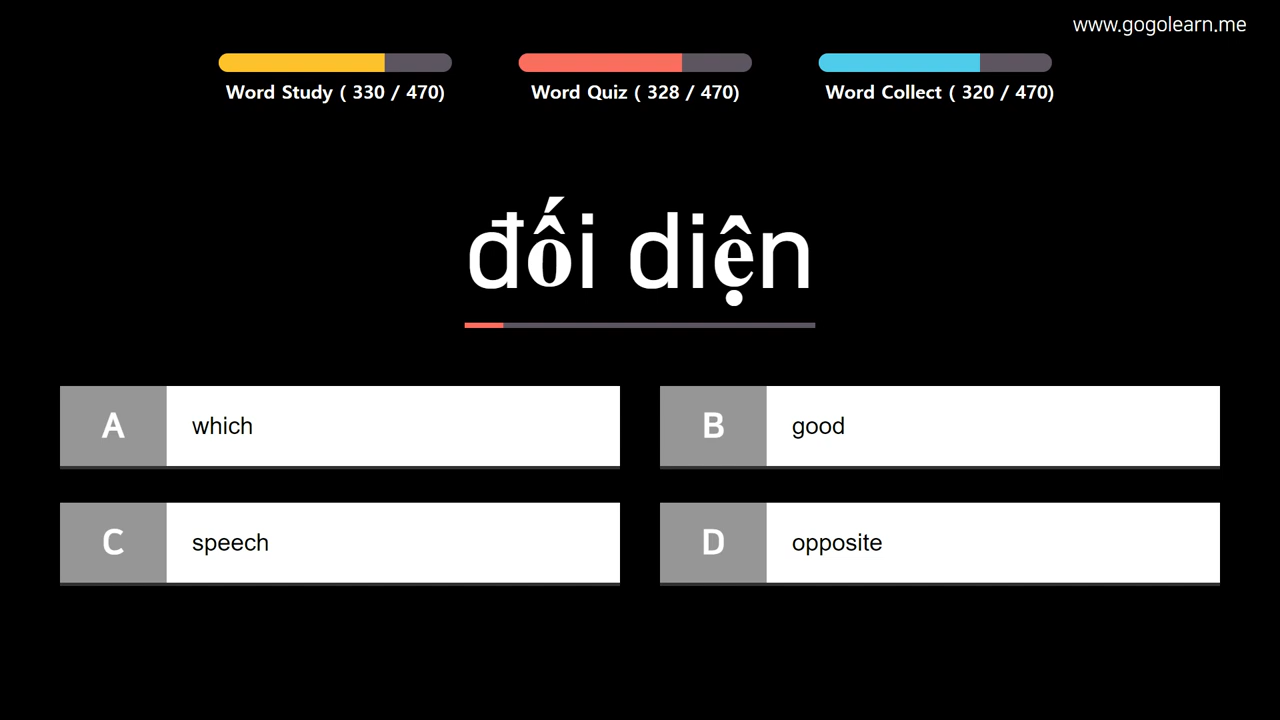 www.gogolearn.me
Word Study ( 330 / 470)
Word Quiz ( 328 / 470)
Word Collect ( 320 / 470)
đối diện
A which
B good
C speech
D opposite